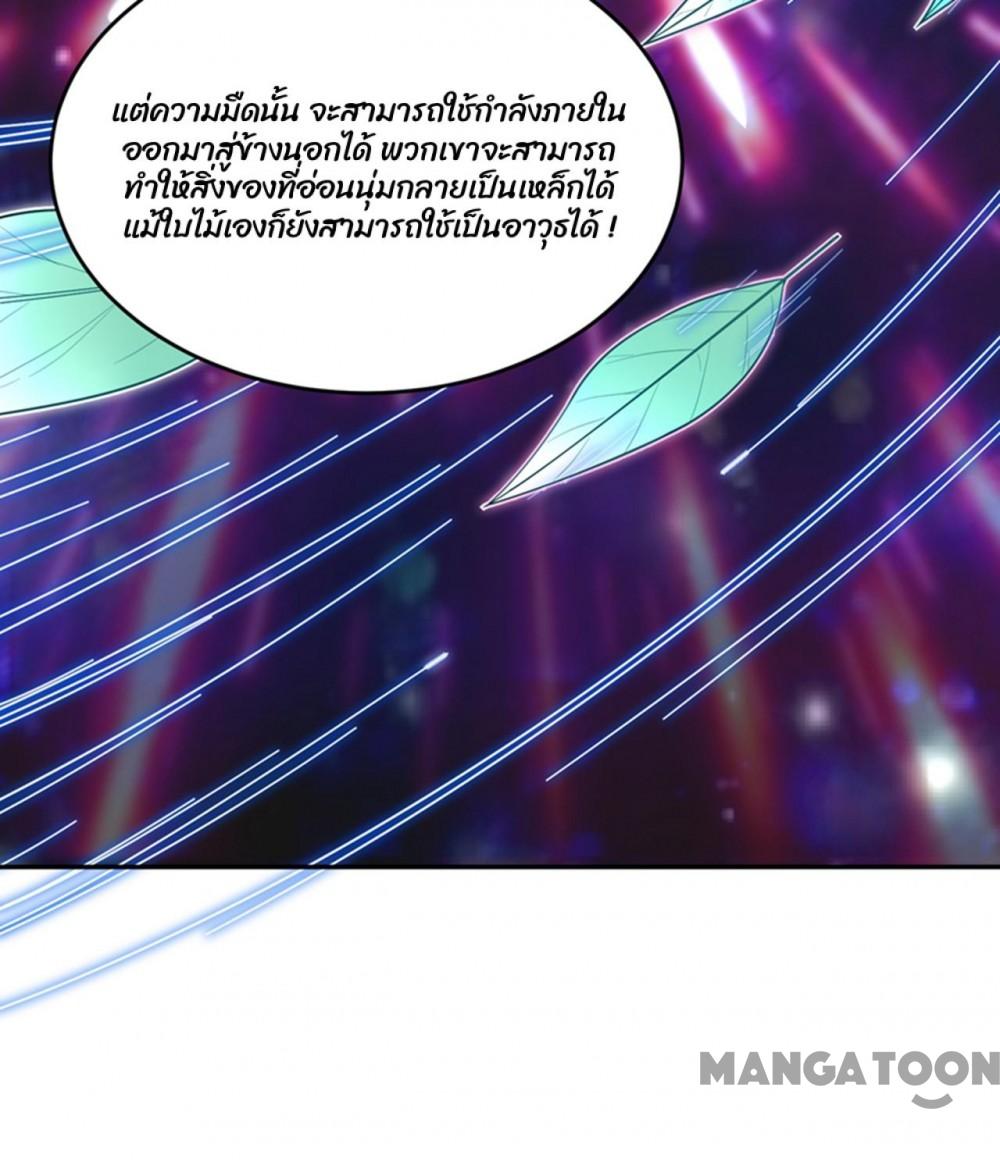 แต่ความมืดนั้น จะสามารถใช้กำลังภายใน
ออกมาสู่ข้างนอกได้ พวกเขาจะสามารถ
ทำให้สิ่งของที่อ่อนนุ่มกลายเป็นเหล็กได้
แม้ใบไม้เองก็ยังสามารถใช้เป็นอาวุธได้ !
MANGATOON